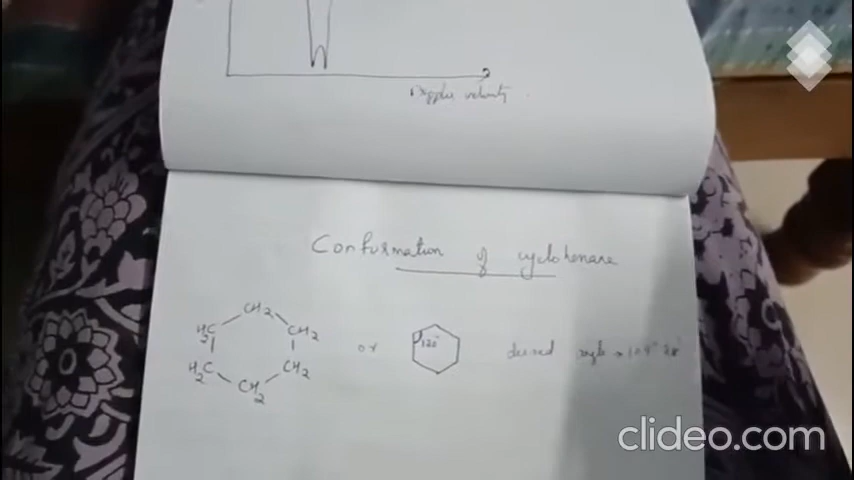 Doppler velocity
Conformation of cyclohexane
CH2
H2C CH2
or 120° desired angle → 109° 28'
H2C CH2
CH2
clideo.com